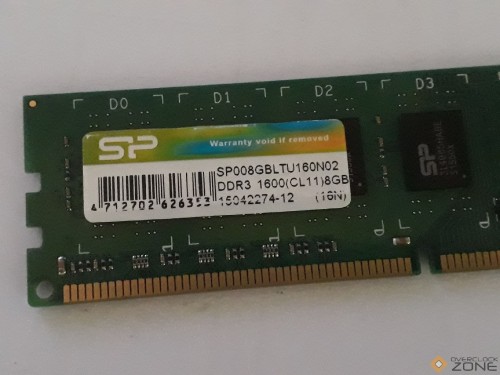 D0 D1 D2 D3
SP
Warranty void if removed
SP008GBLTU160N02
DDR3 1600(CL11)8GB
4 712702 626353
15042274-12 (16N)
OVERCLOCK
ZONE